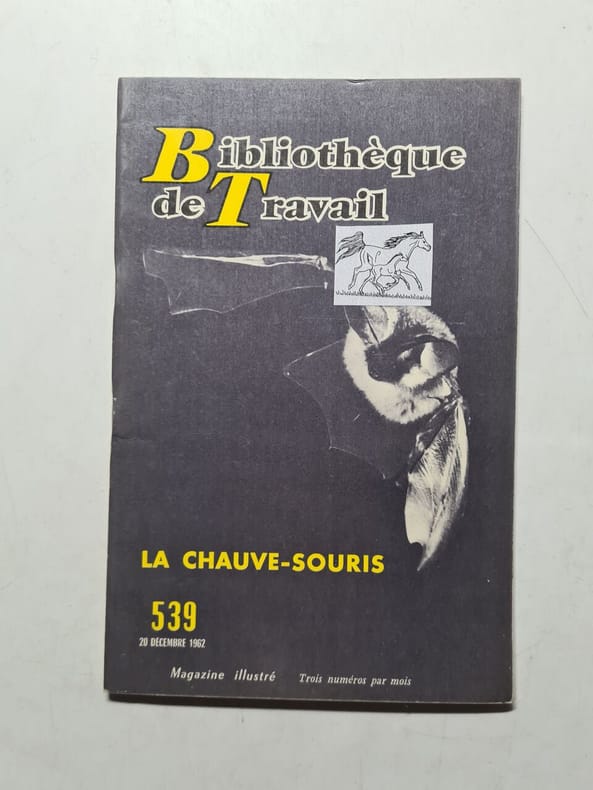 Bibliothèque
de Travail
LA CHAUVE-SOURIS
539
20 DÉCEMBRE 1962
Magazine illustré Trois numéros par mois